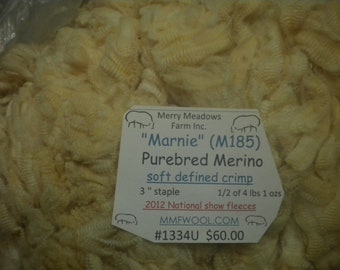 Merry Meadows
Farm Inc.
"Marnie" (M185)
Purebred Merino
soft defined crimp
3 " staple 1/2 of 4 lbs 1 ozs
2012 National show fleeces
MMFWOOL.COM
#1334U $60.00